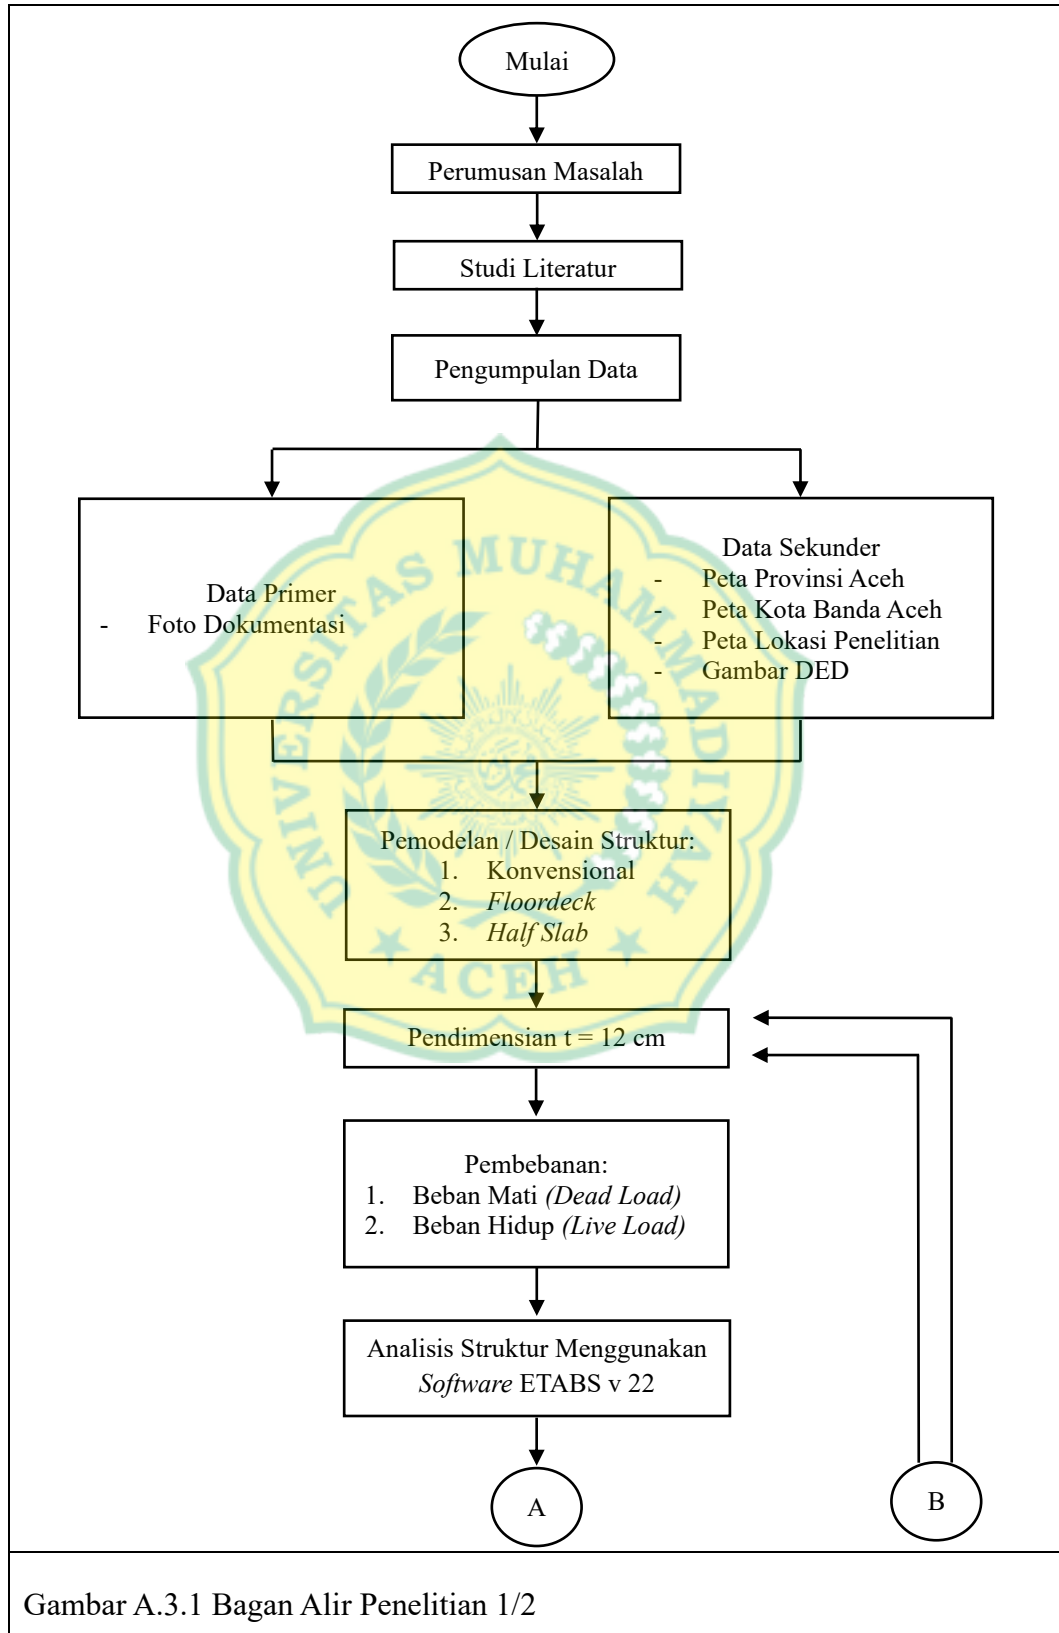 Mulai
Perumusan Masalah
Studi Literatur
Pengumpulan Data
Data Primer
- Foto Dokumentasi
Data Sekunder
- Peta Provinsi Aceh
- Peta Kota Banda Aceh
- Peta Lokasi Penelitian
- Gambar DED
UNIVERSITAS MUHAMMADIYAH
ACEH
Pemodelan / Desain Struktur:
1. Konvensional
2. Floordeck
3. Half Slab
Pendimensian t = 12 cm
Pembebanan:
1. Beban Mati (Dead Load)
2. Beban Hidup (Live Load)
Analisis Struktur Menggunakan
Software ETABS v 22
A
B
Gambar A.3.1 Bagan Alir Penelitian 1/2